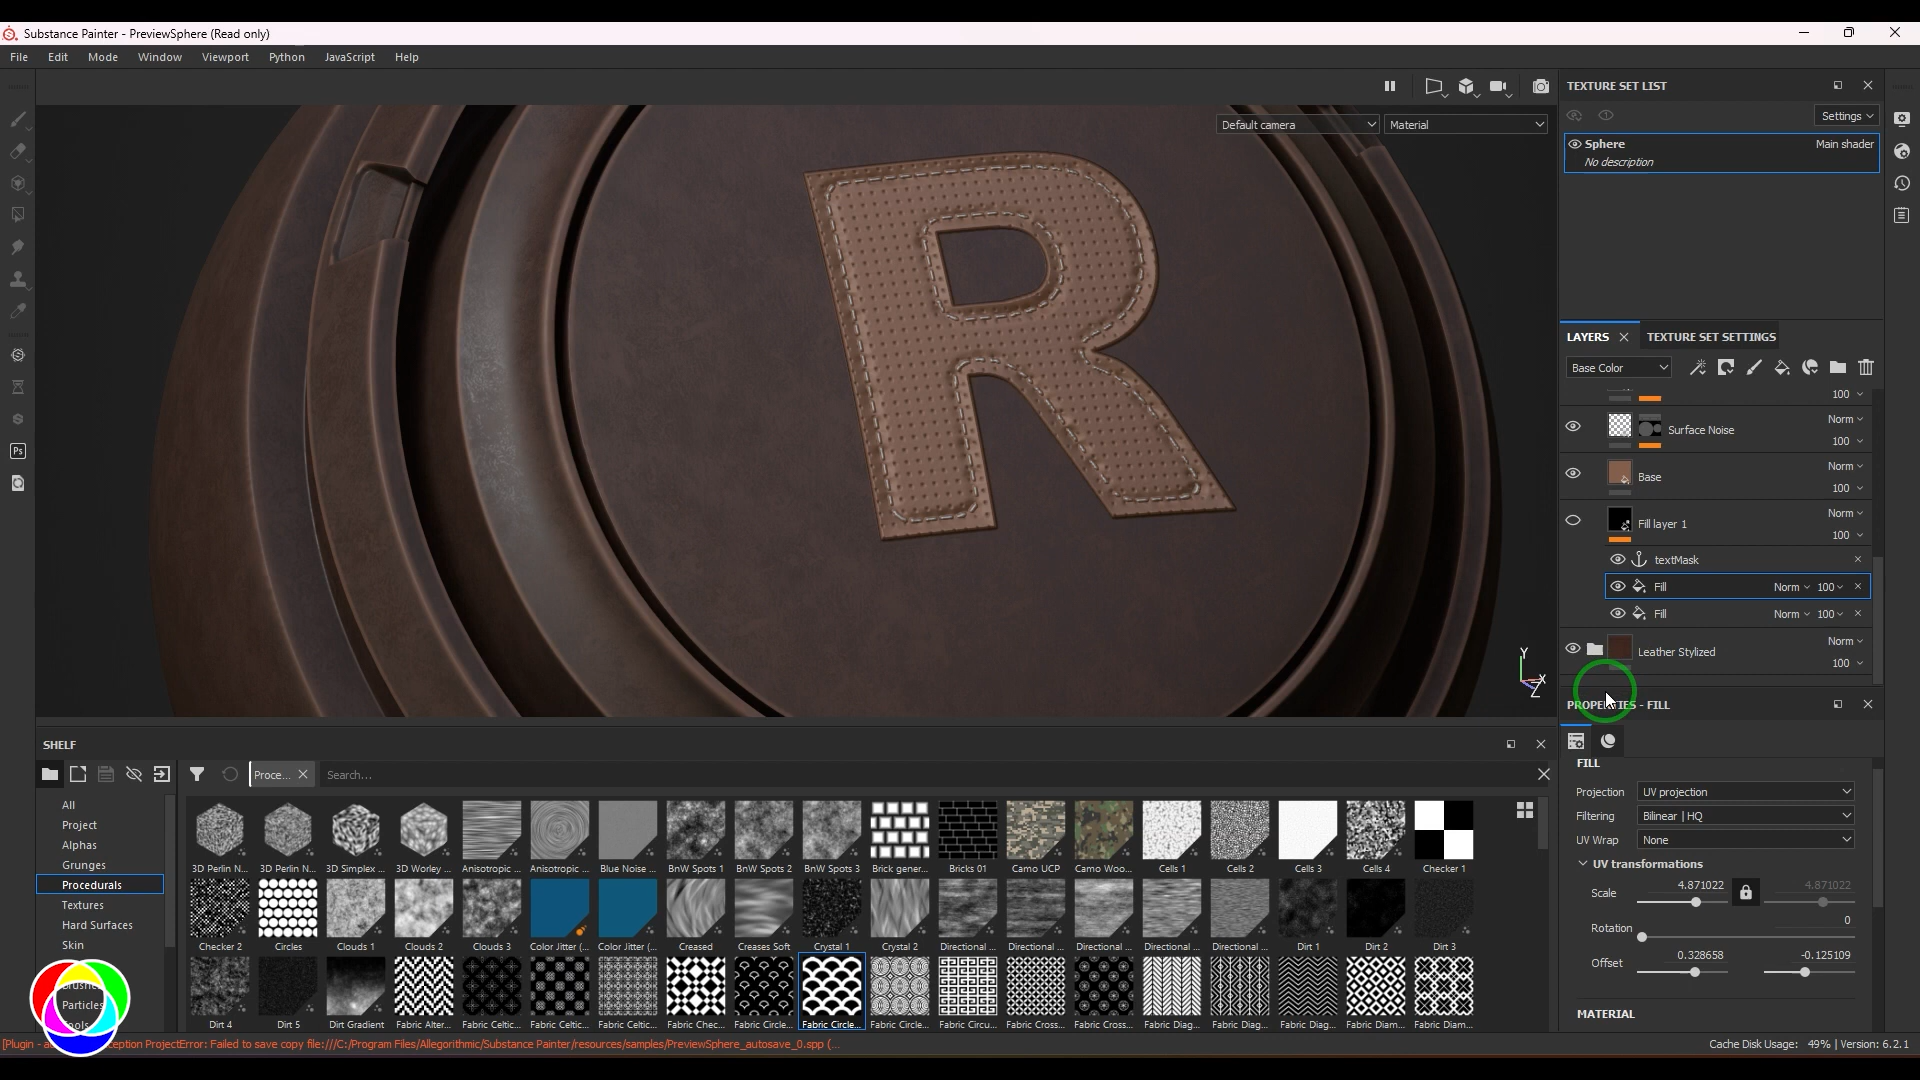 Substance Painter - PreviewSphere (Read only)
File Edit Mode Window Viewport Python JavaScript Help
Default camera
Material
R
TEXTURE SET LIST
Settings
Sphere
Main shader
No description
LAYERS
TEXTURE SET SETTINGS
Base Color
100
Surface Noise
Norm
100
Base
Norm
100
Fill layer 1
Norm
100
textMask
Fill Norm 100
Fill Norm 100
Leather Stylized
Norm
100
Y
X
Z
PROPERTIES - FILL
FILL
Projection UV projection
Filtering Bilinear | HQ
UV Wrap None
UV transformations
Scale 4.871022 4.871022
Rotation 0
Offset 0.328658 -0.125109
MATERIAL
SHELF
Proce...
Search...
All
Project
Alphas
Grunges
Procedurals
Textures
Hard Surfaces
Skin
Particles
3D Perlin N... 3D Perlin N... 3D Simplex ... 3D Worley ... Anisotropic ... Anisotropic ... Blue Noise ... BnW Spots 1 BnW Spots 2 BnW Spots 3 Brick gener... Bricks 01 Camo UCP Camo Woo... Cells 1 Cells 2 Cells 3 Cells 4 Checker 1
Checker 2 Circles Clouds 1 Clouds 2 Clouds 3 Color Jitter (... Color Jitter (... Creased Creases Soft Crystal 1 Crystal 2 Directional ... Directional ... Directional ... Directional ... Directional ... Dirt 1 Dirt 2 Dirt 3
Dirt 4 Dirt 5 Dirt Gradient Fabric Alter... Fabric Celtic... Fabric Celtic... Fabric Celtic... Fabric Chec... Fabric Circle... Fabric Circle... Fabric Circle... Fabric Circu... Fabric Cross... Fabric Cross... Fabric Diag... Fabric Diag... Fabric Diag... Fabric Diam... Fabric Diam...
Ps
[Plugin - ProjectError: Failed to save copy file:///C:/Program Files/Allegorithmic/Substance Painter/resources/samples/PreviewSphere_autosave_0.spp (...
Cache Disk Usage: 49% | Version: 6.2.1